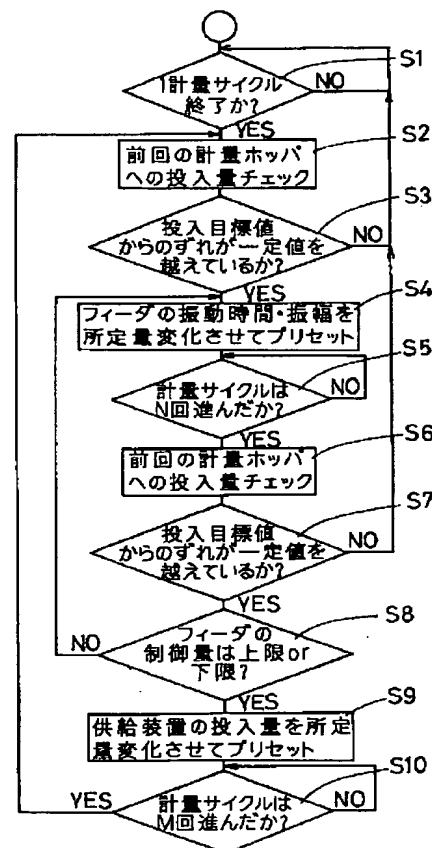 S1
1計量サイクル
終了か?
NO
YES
S2
前回の計量ホッパ
への投入量チェック
S3
投入目標値
からのずれが一定値を
越えているか?
NO
YES
S4
フィーダの振動時間・振幅を
所定量変化させてプリセット
S5
計量サイクルは
N回進んだか?
NO
YES
S6
前回の計量ホッパ
への投入量チェック
S7
投入目標値
からのずれが一定値を
越えているか?
NO
YES
S8
フィーダの
制御量は上限or
下限?
NO
YES
S9
供給装置の投入量を所定
量変化させてプリセット
S10
計量サイクルは
M回進んだか?
YES
NO